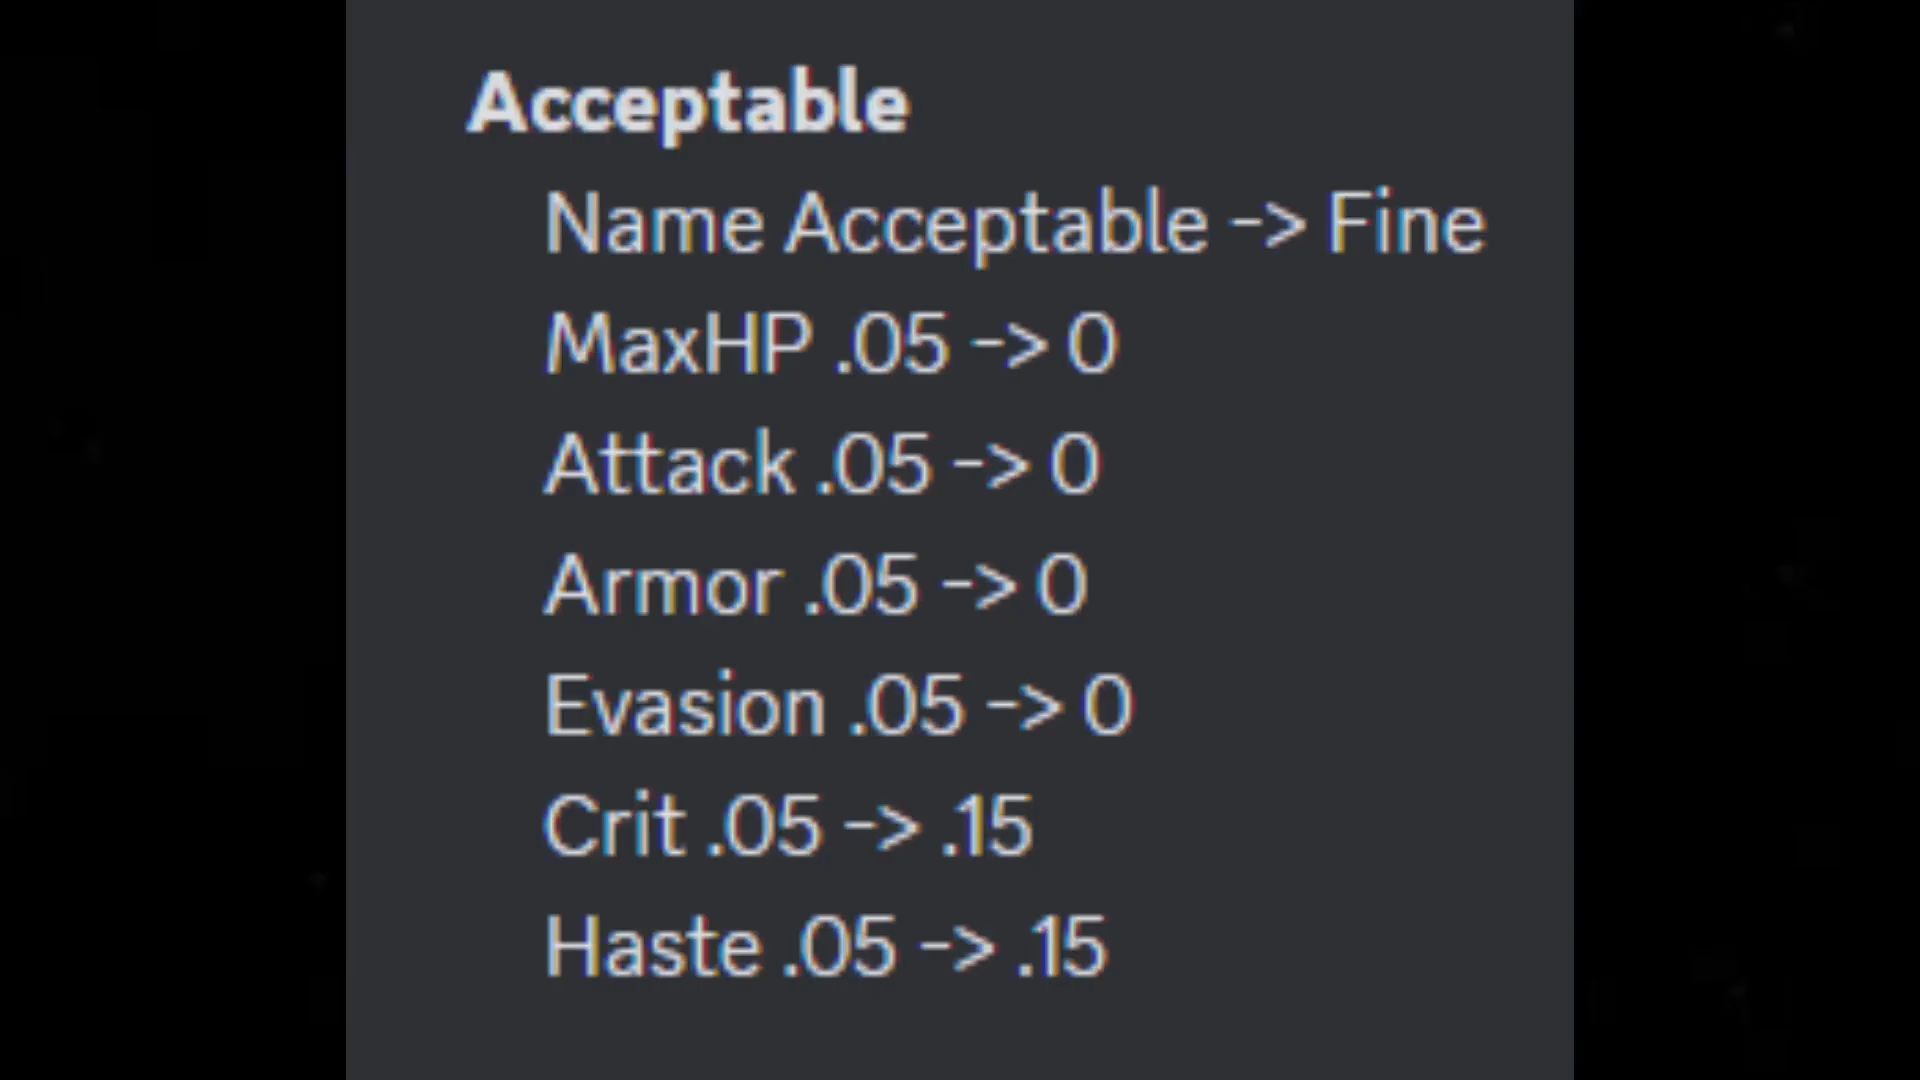 Acceptable
Name Acceptable -> Fine
MaxHP .05 -> 0
Attack .05 -> 0
Armor .05 -> 0
Evasion .05 -> 0
Crit .05 -> .15
Haste .05 -> .15